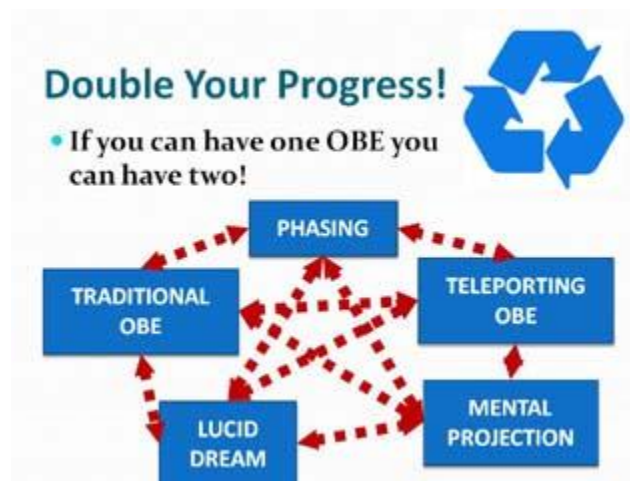 Double Your Progress!
• If you can have one OBE you
can have two!
PHASING
TRADITIONAL
OBE
TELEPORTING
OBE
LUCID
DREAM
MENTAL
PROJECTION